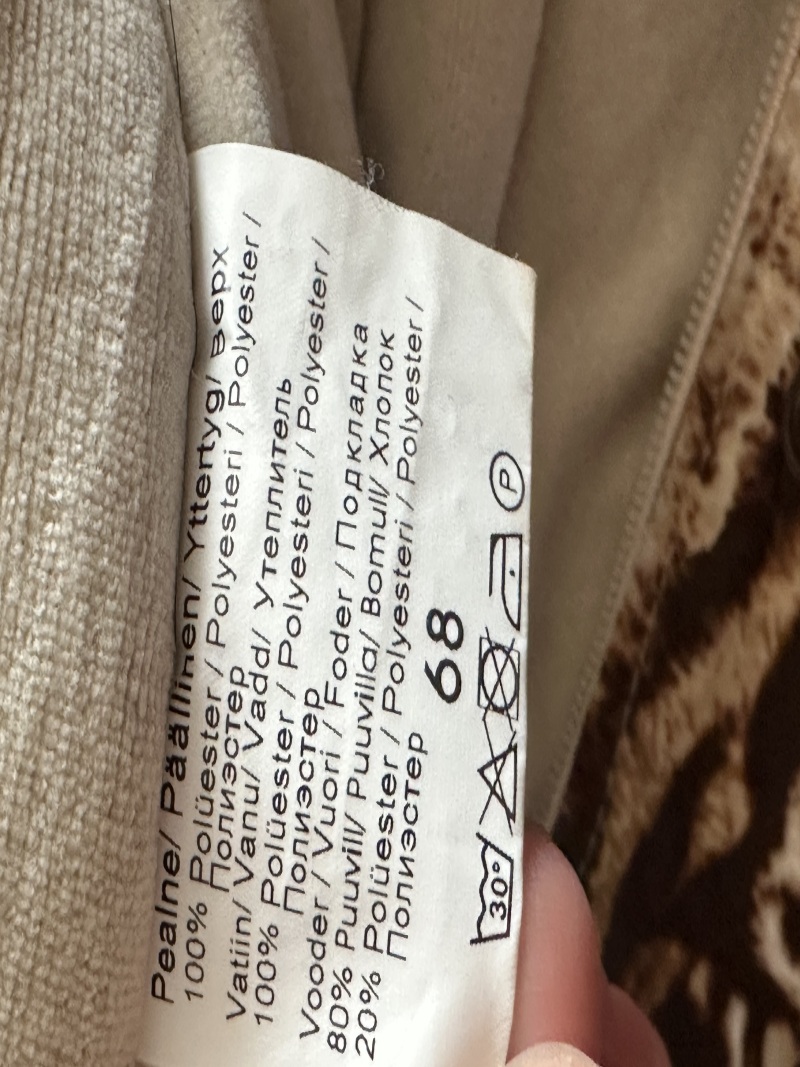 Pealne/ Päällinen/ Yttertyg/ Верх
100% Polüester / Polyesteri / Polyester /
Полиэстер
Vatiin/ Vanu/ Vadd/ Утеплитель
100% Polüester / Polyesteri / Polyester /
Полиэстер
Vooder / Vuori / Foder / Подкладка
80% Puuvill/ Puuvilla/ Bomull/ Хлопок
20% Polüester / Polyesteri / Polyester /
Полиэстер
68
30° P